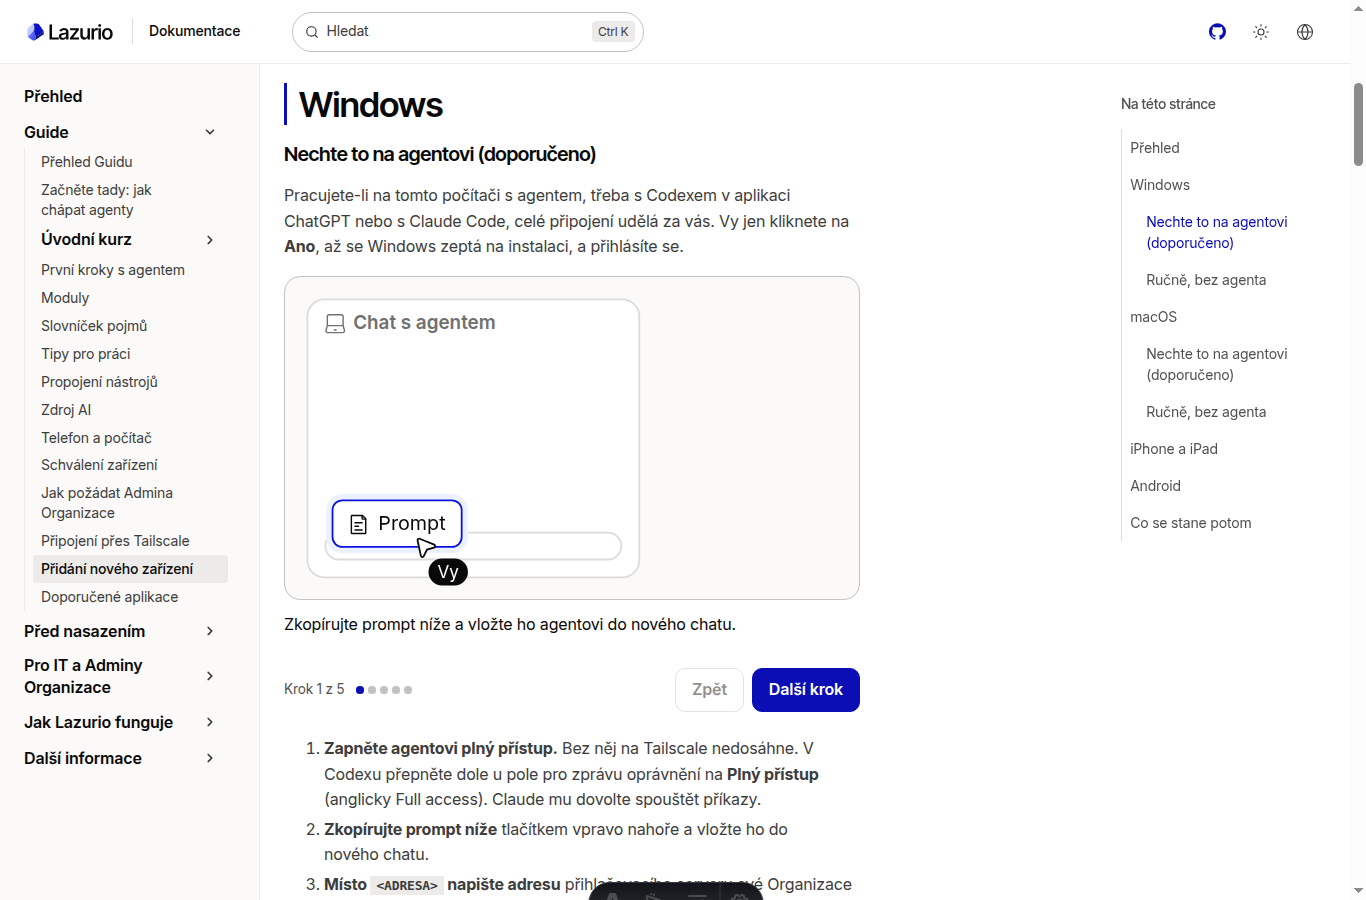 Lazurio
Dokumentace
Hledat
Ctrl K
Přehled
Guide
Přehled Guidu
Začněte tady: jak
chápat agenty
Úvodní kurz
První kroky s agentem
Moduly
Slovníček pojmů
Tipy pro práci
Propojení nástrojů
Zdroj AI
Telefon a počítač
Schválení zařízení
Jak požádat Admina
Organizace
Připojení přes Tailscale
Přidání nového zařízení
Doporučené aplikace
Před nasazením
Pro IT a Adminy
Organizace
Jak Lazurio funguje
Další informace
Windows
Nechte to na agentovi (doporučeno)
Pracujete-li na tomto počítači s agentem, třeba s Codexem v aplikaci
ChatGPT nebo s Claude Code, celé připojení udělá za vás. Vy jen kliknete na
Ano, až se Windows zeptá na instalaci, a přihlásíte se.
Chat s agentem
Prompt
Vy
Zkopírujte prompt níže a vložte ho agentovi do nového chatu.
Krok 1 z 5
Zpět
Další krok
1. Zapněte agentovi plný přístup. Bez něj na Tailscale nedosáhne. V
Codexu přepněte dole u pole pro zprávu oprávnění na Plný přístup
(anglicky Full access). Claude mu dovolte spouštět příkazy.
2. Zkopírujte prompt níže tlačítkem vpravo nahoře a vložte ho do
nového chatu.
3. Místo <ADRESA> napište adresu přihlašovacího serveru své Organizace
Na této stránce
Přehled
Windows
Nechte to na agentovi
(doporučeno)
Ručně, bez agenta
macOS
Nechte to na agentovi
(doporučeno)
Ručně, bez agenta
iPhone a iPad
Android
Co se stane potom